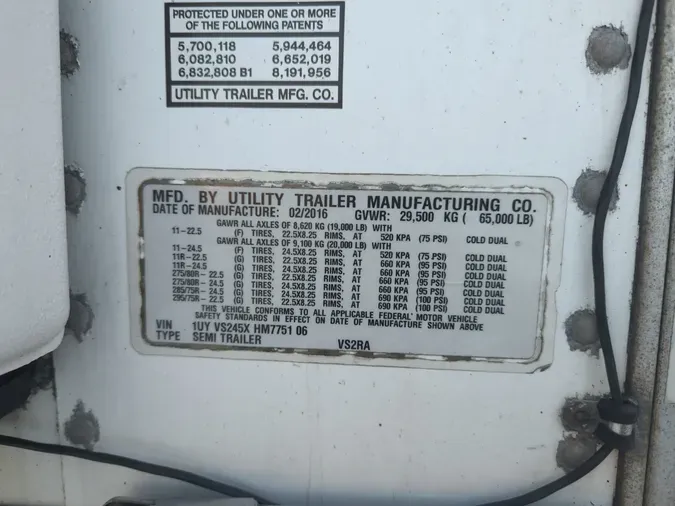 PROTECTED UNDER ONE OR MORE
OF THE FOLLOWING PATENTS
5,700,118 5,944,464
6,082,810 6,652,019
6,832,808 B1 8,191,956
UTILITY TRAILER MFG. CO.
MFD. BY UTILITY TRAILER MANUFACTURING CO.
DATE OF MANUFACTURE: 02/2016 GVWR: 29,500 KG ( 65,000 LB)
GAWR ALL AXLES OF 8,620 KG (19,000 LB) WITH
11-22.5 (F) TIRES, 22.5X8.25 RIMS, AT 520 KPA (75 PSI) COLD DUAL
GAWR ALL AXLES OF 9,100 KG (20,000 LB) WITH
11-24.5 (F) TIRES, 24.5X8.25 RIMS, AT 520 KPA (75 PSI) COLD DUAL
11R-22.5 (G) TIRES, 22.5X8.25 RIMS, AT 660 KPA (95 PSI) COLD DUAL
11R-24.5 (G) TIRES, 24.5X8.25 RIMS, AT 660 KPA (95 PSI) COLD DUAL
275/80R- 22.5 (G) TIRES, 22.5X8.25 RIMS, AT 660 KPA (95 PSI) COLD DUAL
275/80R- 24.5 (G) TIRES, 24.5X8.25 RIMS, AT 660 KPA (95 PSI) COLD DUAL
285/75R- 24.5 (G) TIRES, 24.5X8.25 RIMS, AT 690 KPA (100 PSI) COLD DUAL
295/75R- 22.5 (G) TIRES, 22.5X8.25 RIMS, AT 690 KPA (100 PSI) COLD DUAL
THIS VEHICLE CONFORMS TO ALL APPLICABLE FEDERAL MOTOR VEHICLE
SAFETY STANDARDS IN EFFECT ON DATE OF MANUFACTURE SHOWN ABOVE
VIN 1UY VS245X HM7751 06
TYPE SEMI TRAILER VS2RA